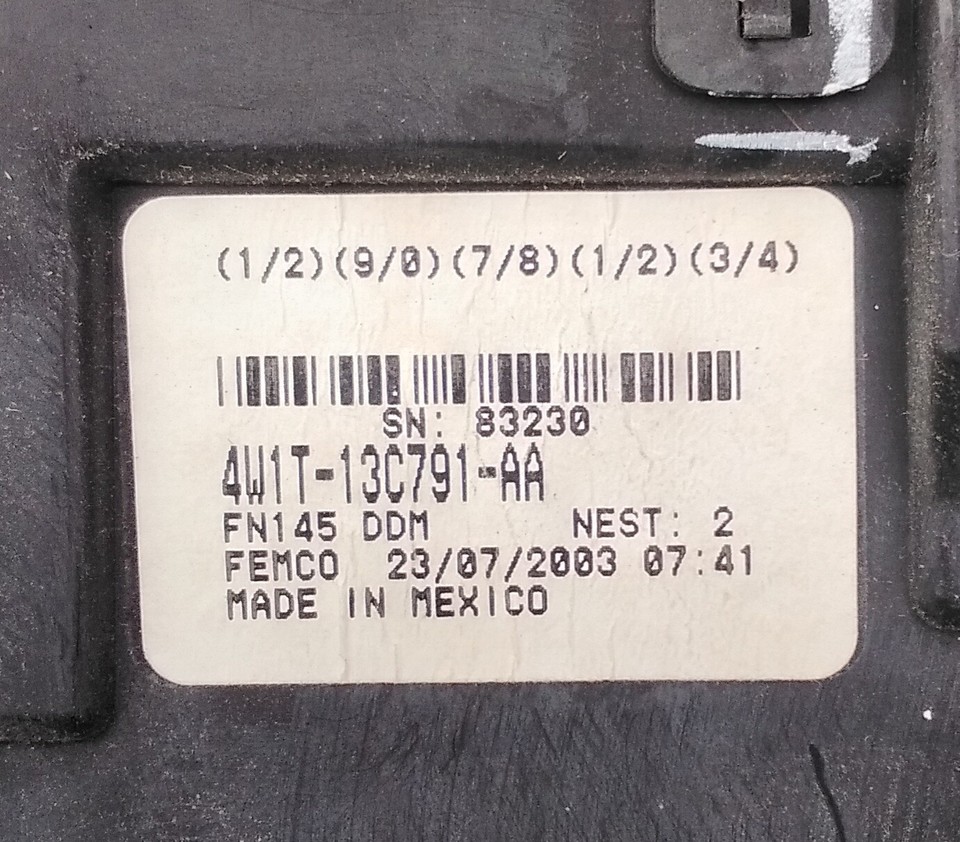 (1/2)(9/0)(7/8)(1/2)(3/4)
SN: 83230
4W1T-13C791-AA
FN145 DDM NEST: 2
FEMCO 23/07/2003 07:41
MADE IN MEXICO